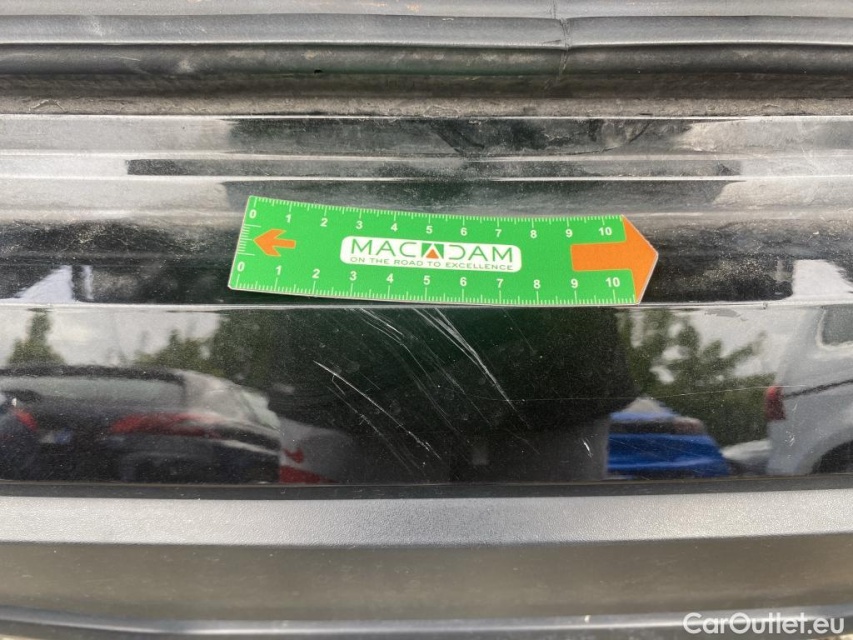 0 1 2 3 4 5 6 7 8 9 10
MACADAM
ON THE ROAD TO EXCELLENCE
0 1 2 3 4 5 6 7 8 9 10
CarOutlet.eu